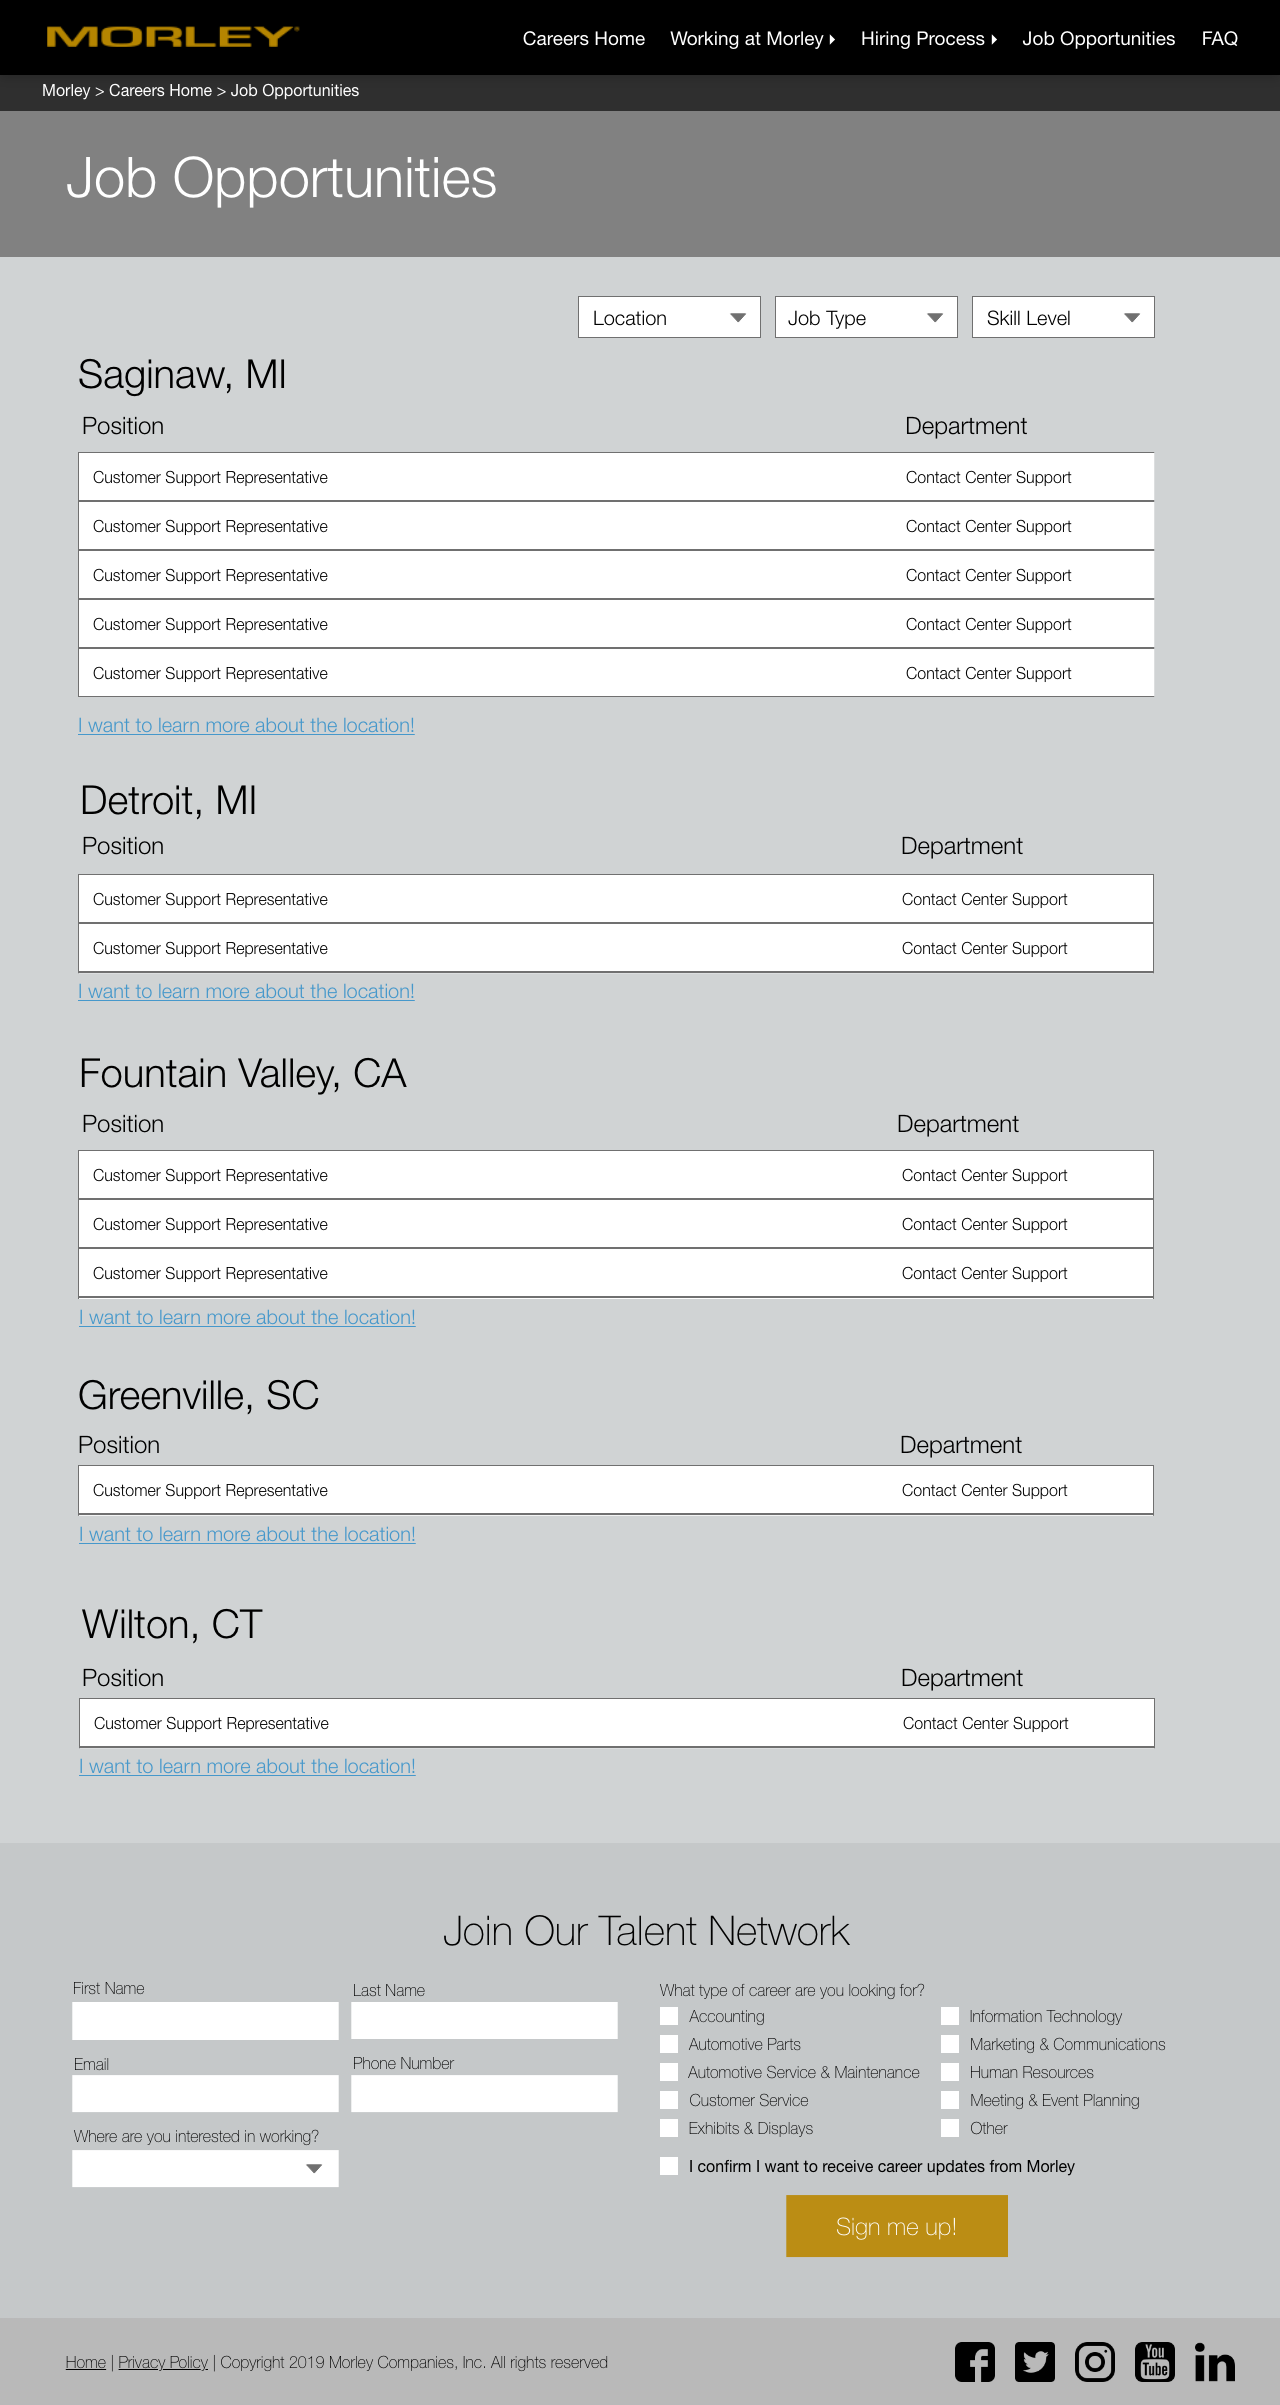 MORLEY®
Careers Home Working at Morley Hiring Process Job Opportunities FAQ
Morley > Careers Home > Job Opportunities
Job Opportunities
Location Job Type Skill Level
Saginaw, MI
Position Department
Customer Support Representative Contact Center Support
Customer Support Representative Contact Center Support
Customer Support Representative Contact Center Support
Customer Support Representative Contact Center Support
Customer Support Representative Contact Center Support
I want to learn more about the location!
Detroit, MI
Position Department
Customer Support Representative Contact Center Support
Customer Support Representative Contact Center Support
I want to learn more about the location!
Fountain Valley, CA
Position Department
Customer Support Representative Contact Center Support
Customer Support Representative Contact Center Support
Customer Support Representative Contact Center Support
I want to learn more about the location!
Greenville, SC
Position Department
Customer Support Representative Contact Center Support
I want to learn more about the location!
Wilton, CT
Position Department
Customer Support Representative Contact Center Support
I want to learn more about the location!
Join Our Talent Network
First Name Last Name
Email Phone Number
Where are you interested in working?
What type of career are you looking for?
Accounting Information Technology
Automotive Parts Marketing & Communications
Automotive Service & Maintenance Human Resources
Customer Service Meeting & Event Planning
Exhibits & Displays Other
I confirm I want to receive career updates from Morley
Sign me up!
Home | Privacy Policy | Copyright 2019 Morley Companies, Inc. All rights reserved
You
Tube
in